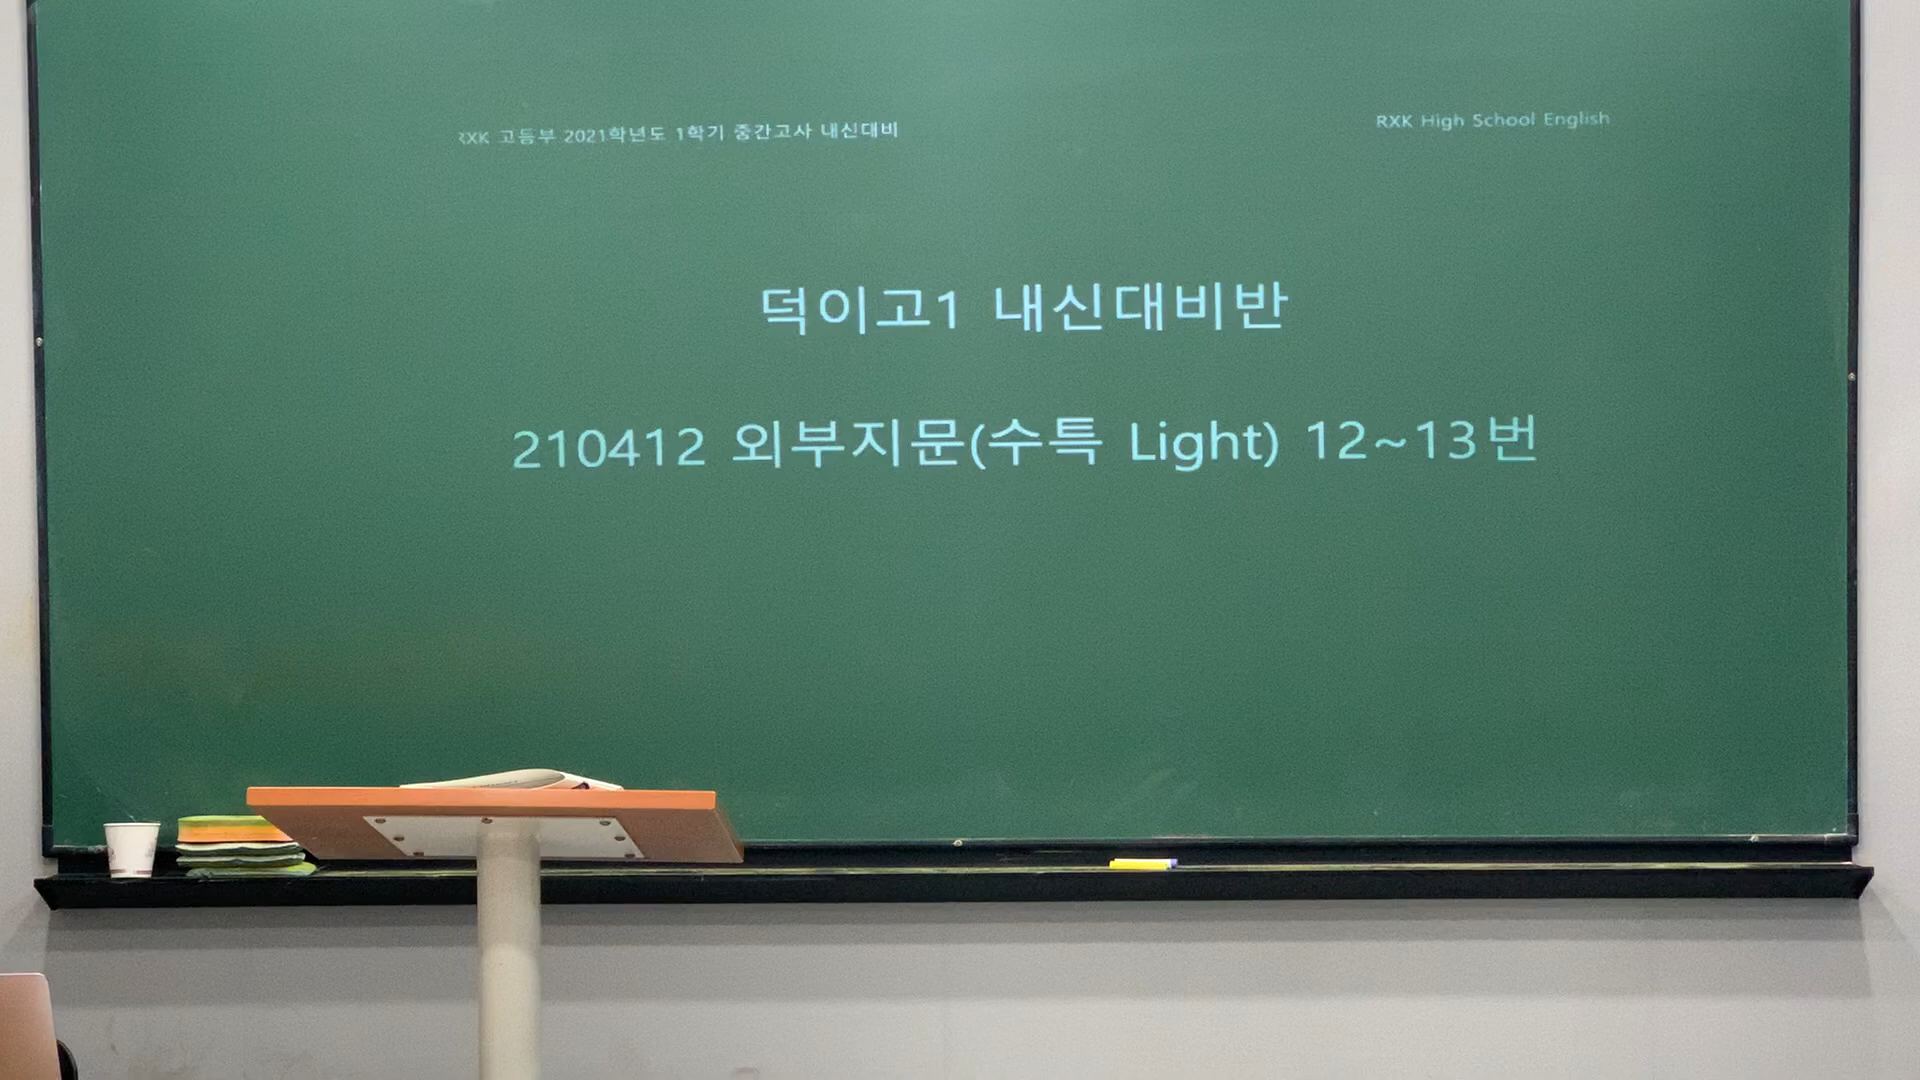 RXK 고등부 2021학년도 1학기 중간고사 내신대비
RXK High School English
덕이고1 내신대비반
210412 외부지문(수특 Light) 12~13번